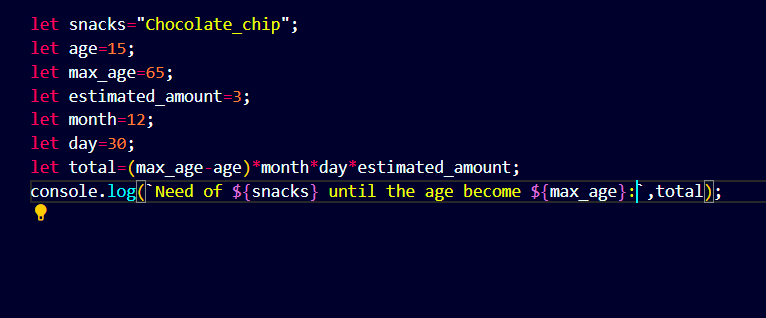 let snacks="Chocolate_chip";
let age=15;
let max_age=65;
let estimated_amount=3;
let month=12;
let day=30;
let total=(max_age-age)*month*day*estimated_amount;
console.log(`Need of ${snacks} until the age become ${max_age}:`,total);